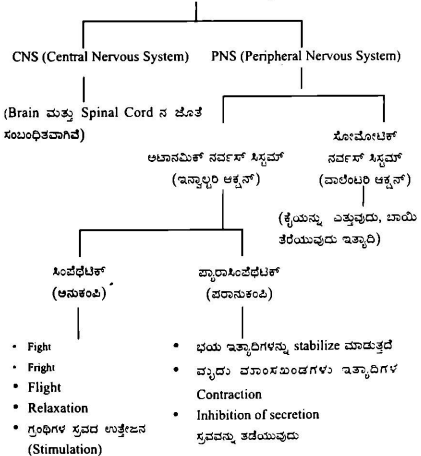 CNS (Central Nervous System)
PNS (Peripheral Nervous System)
(Brain ಮತ್ತು Spinal Cord ನ ಜೊತೆ
ಸಂಬಂಧಿತವಾಗಿವೆ)
ಅಟಾನಮಿಕ್ ನರ್ವಸ್ ಸಿಸ್ಟಮ್
(ಇನ್ವಾಲ್ಟರಿ ಆಕ್ಷನ್)
ಸೋಮೋಟಿಕ್
ನರ್ವಸ್ ಸಿಸ್ಟಮ್
(ವಾಲೆಂಟರಿ ಆಕ್ಷನ್)
(ಕೈಯನ್ನು ಎತ್ತುವುದು, ಬಾಯಿ
ತೆರೆಯುವುದು ಇತ್ಯಾದಿ)
ಸಿಂಪೆಥೆಟಿಕ್
(ಅನುಕಂಪಿ)
ಪ್ಯಾರಾಸಿಂಪೆಥೆಟಿಕ್
(ಪರಾನುಕಂಪಿ)
• Fight
• Fright
• Flight
• Relaxation
• ಗ್ರಂಥಿಗಳ ಸ್ರವದ ಉತ್ತೇಜನ
(Stimulation)
• ಭಯ ಇತ್ಯಾದಿಗಳನ್ನು stabilize ಮಾಡುತ್ತದೆ
• ಮೃದು ಮಾಂಸಖಂಡಗಳು ಇತ್ಯಾದಿಗಳ
Contraction
• Inhibition of secretion
ಸ್ರವವನ್ನು ತಡೆಯುವುದು